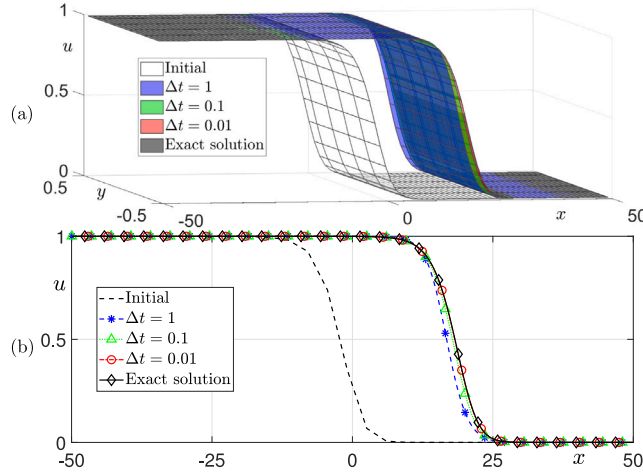 1
u
0.5
0
0.5
y
-0.5
-50
0
x
50
Initial
Δt = 1
Δt = 0.1
Δt = 0.01
Exact solution
(a)
1
u
0.5
0
-50
-25
0
25
x
50
Initial
Δt = 1
Δt = 0.1
Δt = 0.01
Exact solution
(b)